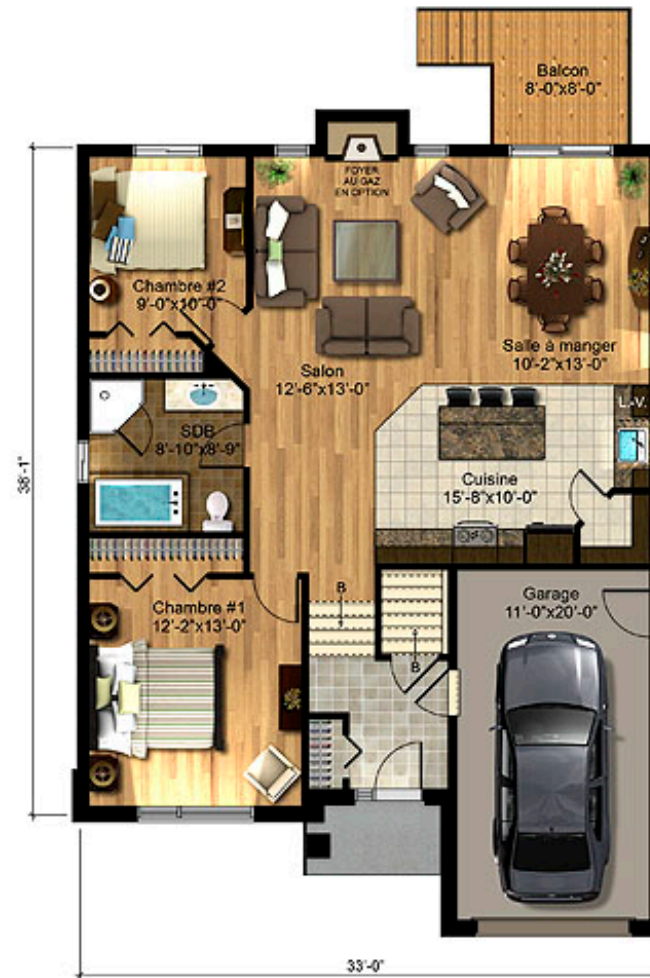 Balcon
8'-0"x8'-0"
FOYER
AU GAZ
EN OPTION
Chambre #2
9'-0"x10'-0"
Salle à manger
10'-2"x13'-0"
Salon
12'-6"x13'-0"
L.-V.
SDB
8'-10"x8'-9"
Cuisine
15'-8"x10'-0"
38'-1"
B
Chambre #1
12'-2"x13'-0"
Garage
11'-0"x20'-0"
B
33'-0"